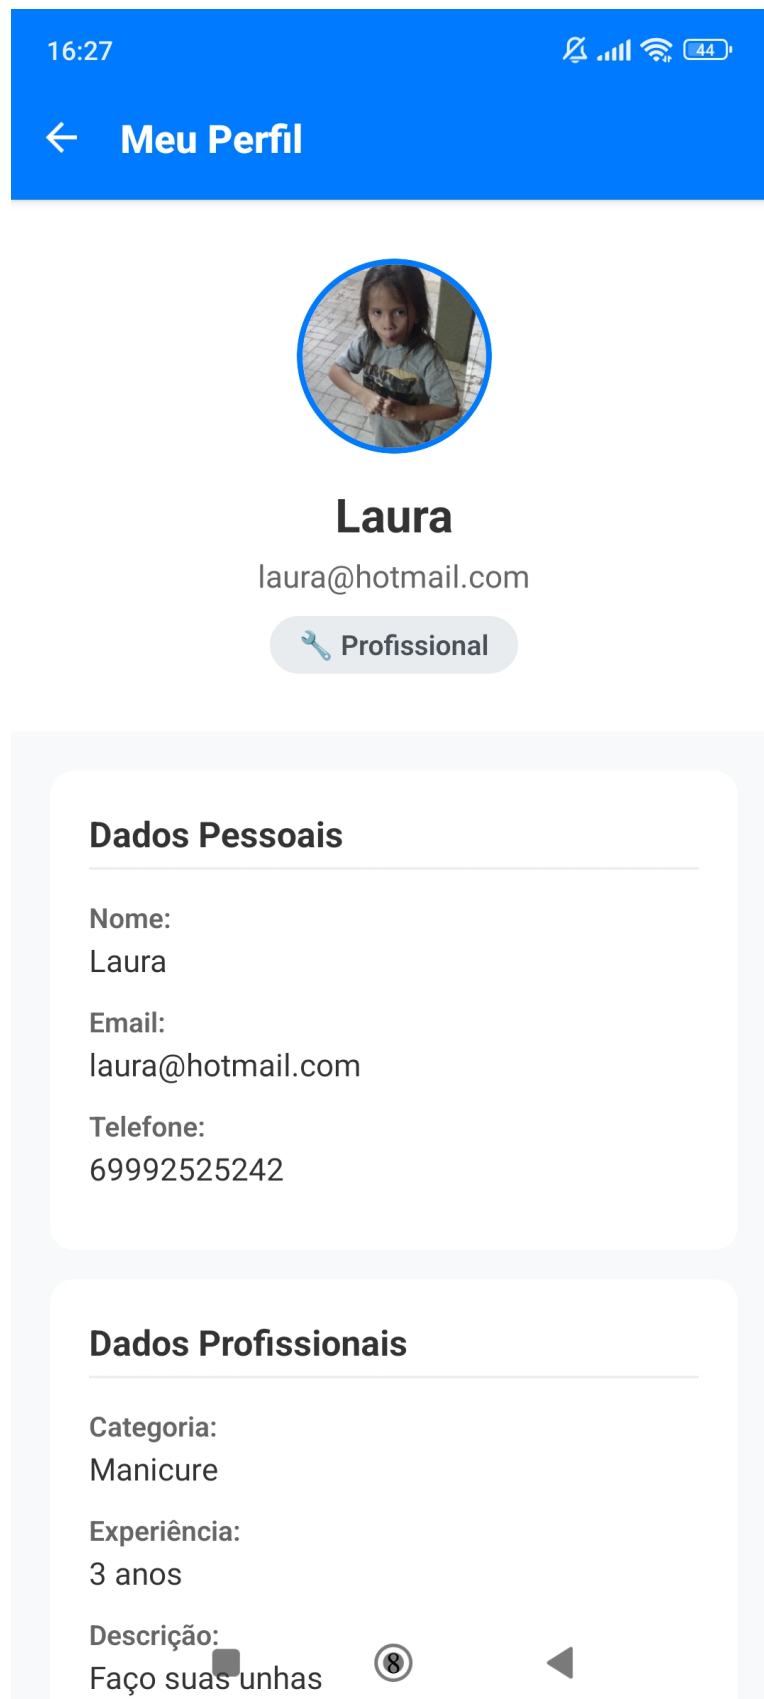 16:27
44
Meu Perfil
Laura
laura@hotmail.com
🔧 Profissional
Dados Pessoais
Nome:
Laura
Email:
laura@hotmail.com
Telefone:
69992525242
Dados Profissionais
Categoria:
Manicure
Experiência:
3 anos
Descrição:
Faço suas unhas
8